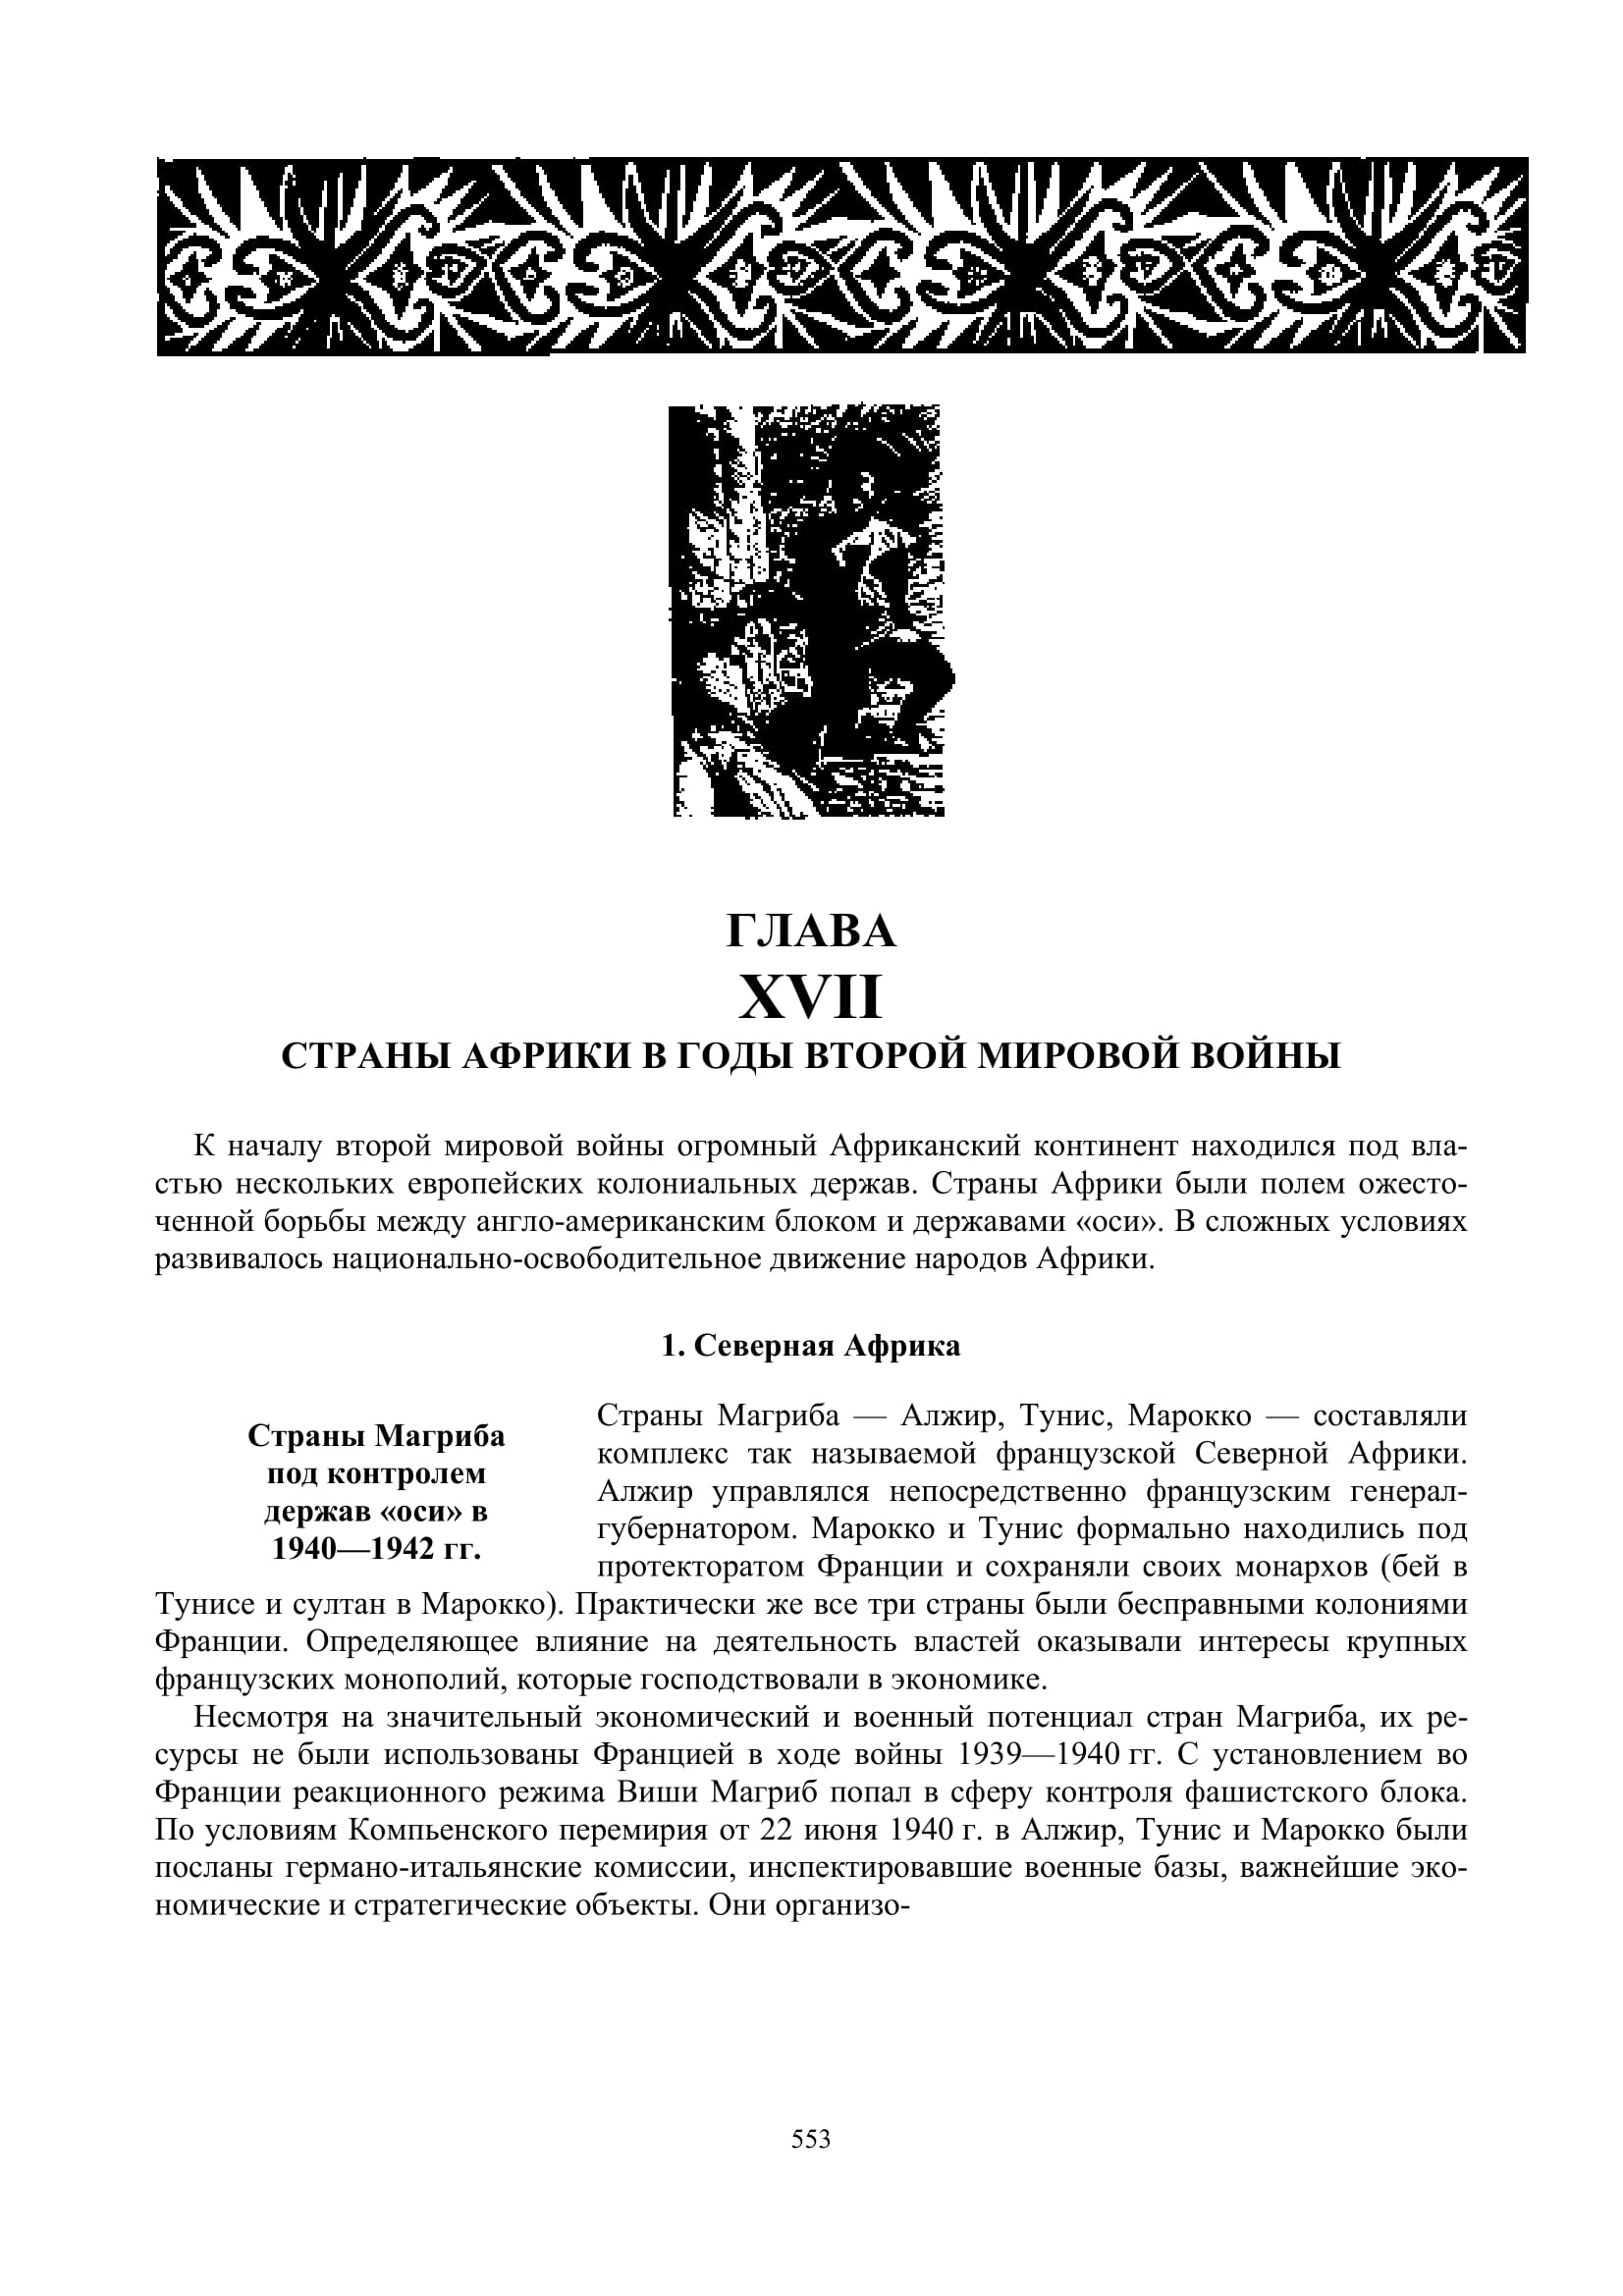 ГЛАВА
XVII
СТРАНЫ АФРИКИ В ГОДЫ ВТОРОЙ МИРОВОЙ ВОЙНЫ
К началу второй мировой войны огромный Африканский континент находился под вла-
стью нескольких европейских колониальных держав. Страны Африки были полем ожесто-
ченной борьбы между англо-американским блоком и державами «оси». В сложных условиях
развивалось национально-освободительное движение народов Африки.
1. Северная Африка
Страны Магриба
под контролем
держав «оси» в
1940—1942 гг.
Страны Магриба — Алжир, Тунис, Марокко — составляли
комплекс так называемой французской Северной Африки.
Алжир управлялся непосредственно французским генерал-
губернатором. Марокко и Тунис формально находились под
протекторатом Франции и сохраняли своих монархов (бей в
Тунисе и султан в Марокко). Практически же все три страны были бесправными колониями
Франции. Определяющее влияние на деятельность властей оказывали интересы крупных
французских монополий, которые господствовали в экономике.
Несмотря на значительный экономический и военный потенциал стран Магриба, их ре-
сурсы не были использованы Францией в ходе войны 1939—1940 гг. С установлением во
Франции реакционного режима Виши Магриб попал в сферу контроля фашистского блока.
По условиям Компьенского перемирия от 22 июня 1940 г. в Алжир, Тунис и Марокко были
посланы германо-итальянские комиссии, инспектировавшие военные базы, важнейшие эко-
номические и стратегические объекты. Они организо-
553